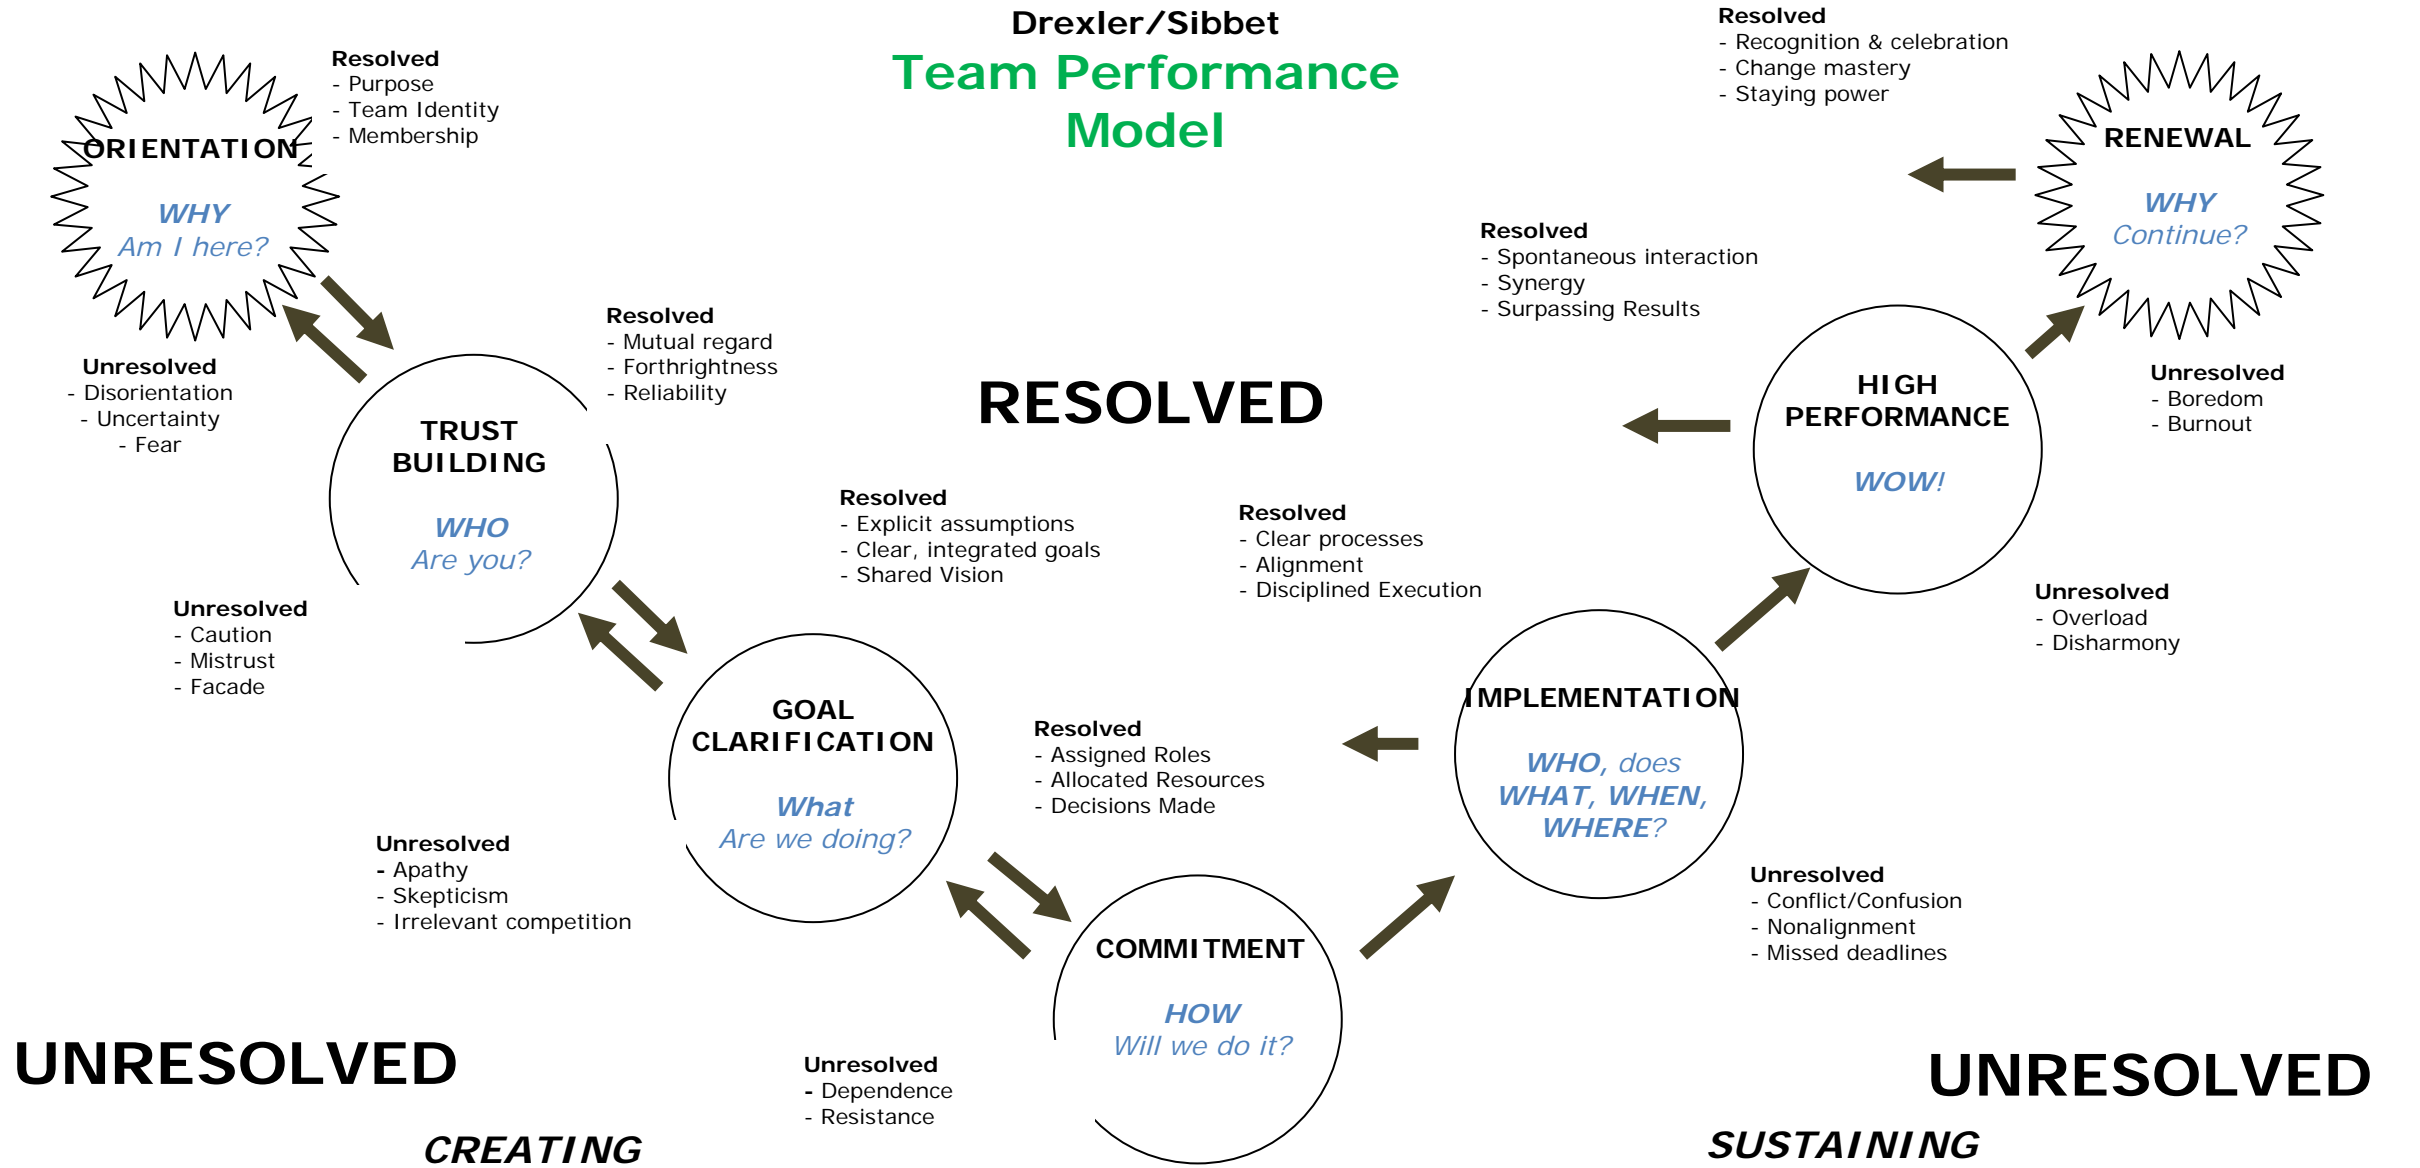 Drexler/Sibbet
Team Performance
Model
Resolved
- Purpose
- Team Identity
- Membership
ORIENTATION
WHY
Am I here?
Unresolved
- Disorientation
- Uncertainty
- Fear
Resolved
- Mutual regard
- Forthrightness
- Reliability
TRUST
BUILDING
WHO
Are you?
Unresolved
- Caution
- Mistrust
- Facade
RESOLVED
Resolved
- Explicit assumptions
- Clear, integrated goals
- Shared Vision
GOAL
CLARIFICATION
What
Are we doing?
Unresolved
- Apathy
- Skepticism
- Irrelevant competition
Resolved
- Assigned Roles
- Allocated Resources
- Decisions Made
COMMITMENT
HOW
Will we do it?
Unresolved
- Dependence
- Resistance
Resolved
- Clear processes
- Alignment
- Disciplined Execution
IMPLEMENTATION
WHO, does
WHAT, WHEN,
WHERE?
Unresolved
- Conflict/Confusion
- Nonalignment
- Missed deadlines
Resolved
- Spontaneous interaction
- Synergy
- Surpassing Results
HIGH
PERFORMANCE
WOW!
Unresolved
- Overload
- Disharmony
Resolved
- Recognition & celebration
- Change mastery
- Staying power
RENEWAL
WHY
Continue?
Unresolved
- Boredom
- Burnout
UNRESOLVED
CREATING
UNRESOLVED
SUSTAINING